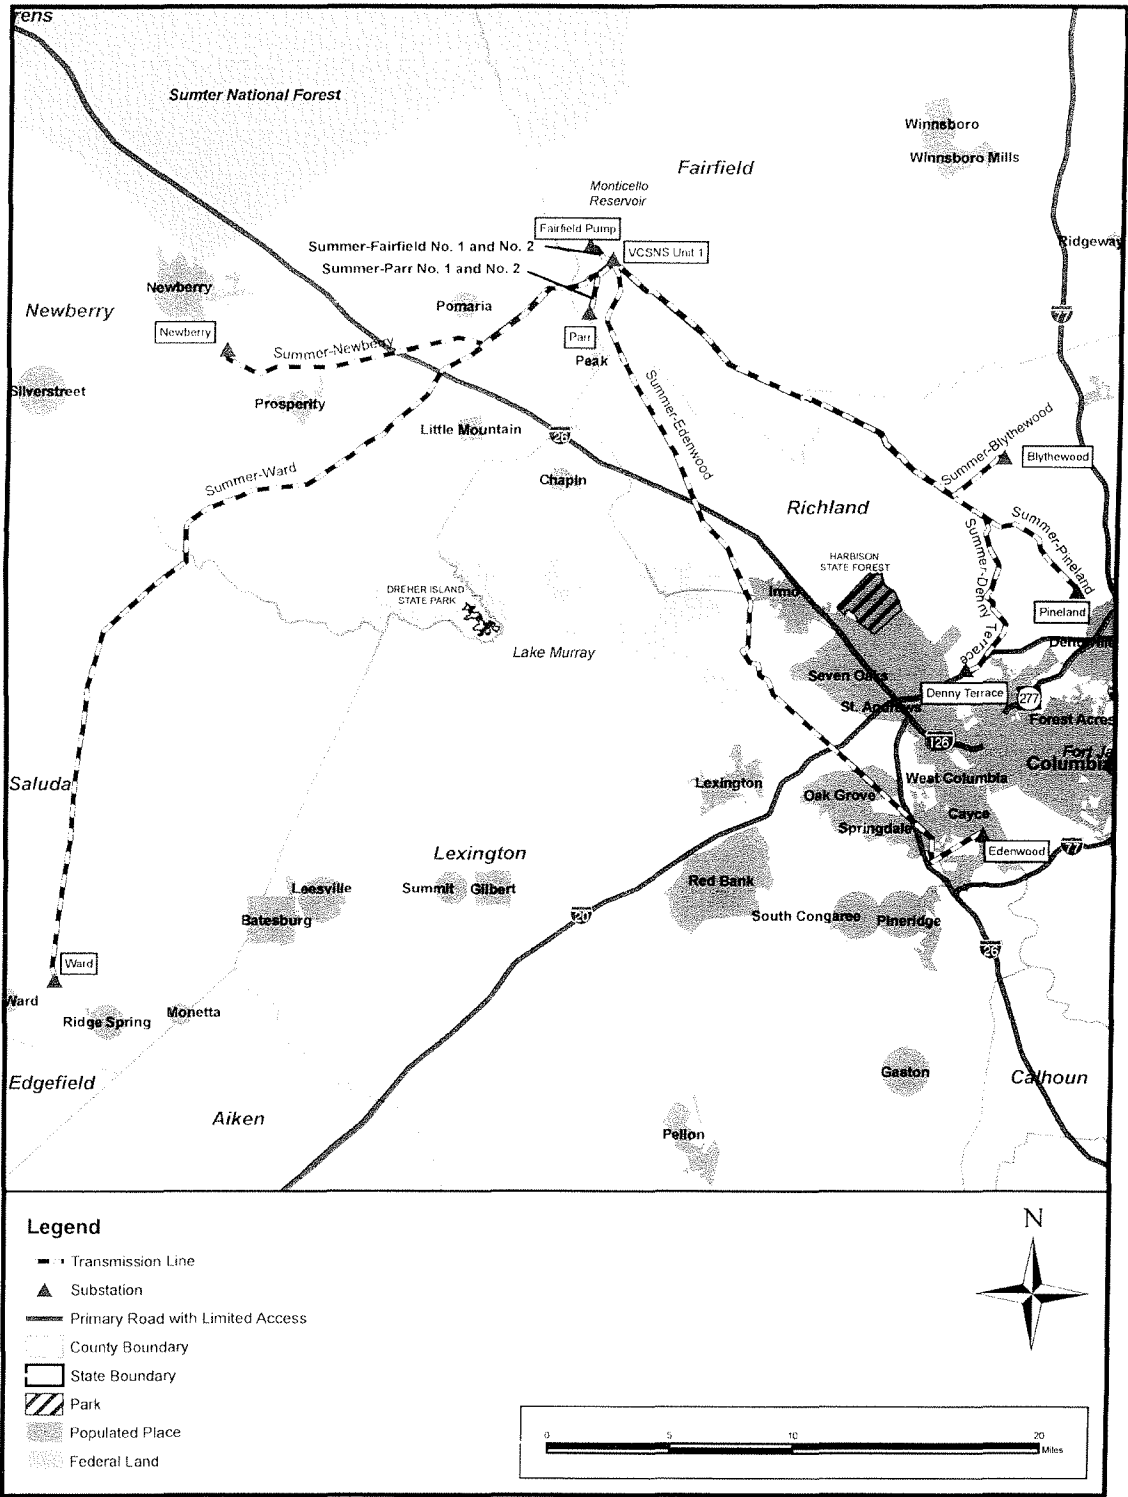 rens
Sumter National Forest
Winnsboro
Winnsboro Mills
Fairfield
Monticello
Reservoir
Fairfield Pump
Summer-Fairfield No. 1 and No. 2
VCSNS Unit 1
Summer-Parr No. 1 and No. 2
Ridgeway
Newberry
Newberry
Pomaria
77
Newberry
Parr
Summer-Newberry
Peak
Silverstreet
Prosperity
Summer-Edenwood
Little Mountain
26
Summer-Blythewood
Blythewood
Summer-Ward
Chapin
Richland
Summer-Pineland
Summer-Denny Terrace
HARBISON
STATE FOREST
DREHER ISLAND
STATE PARK
Irmo
Pineland
Lake Murray
Seven Oaks
Denny Terrace
277
St. Andrews
Forest Acres
126
Fort Ja
Columbia
Saluda
Lexington
West Columbia
Oak Grove
Cayce
Springdale
Edenwood
77
Lexington
Red Bank
Leesville
Summit
Gilbert
Batesburg
20
South Congaree
Pineridge
26
Ward
Ward
Ridge Spring
Monetta
Gaston
Edgefield
Calhoun
Aiken
Pelion
Legend
Transmission Line
Substation
Primary Road with Limited Access
County Boundary
State Boundary
Park
Populated Place
Federal Land
N
0 5 10 20
Miles